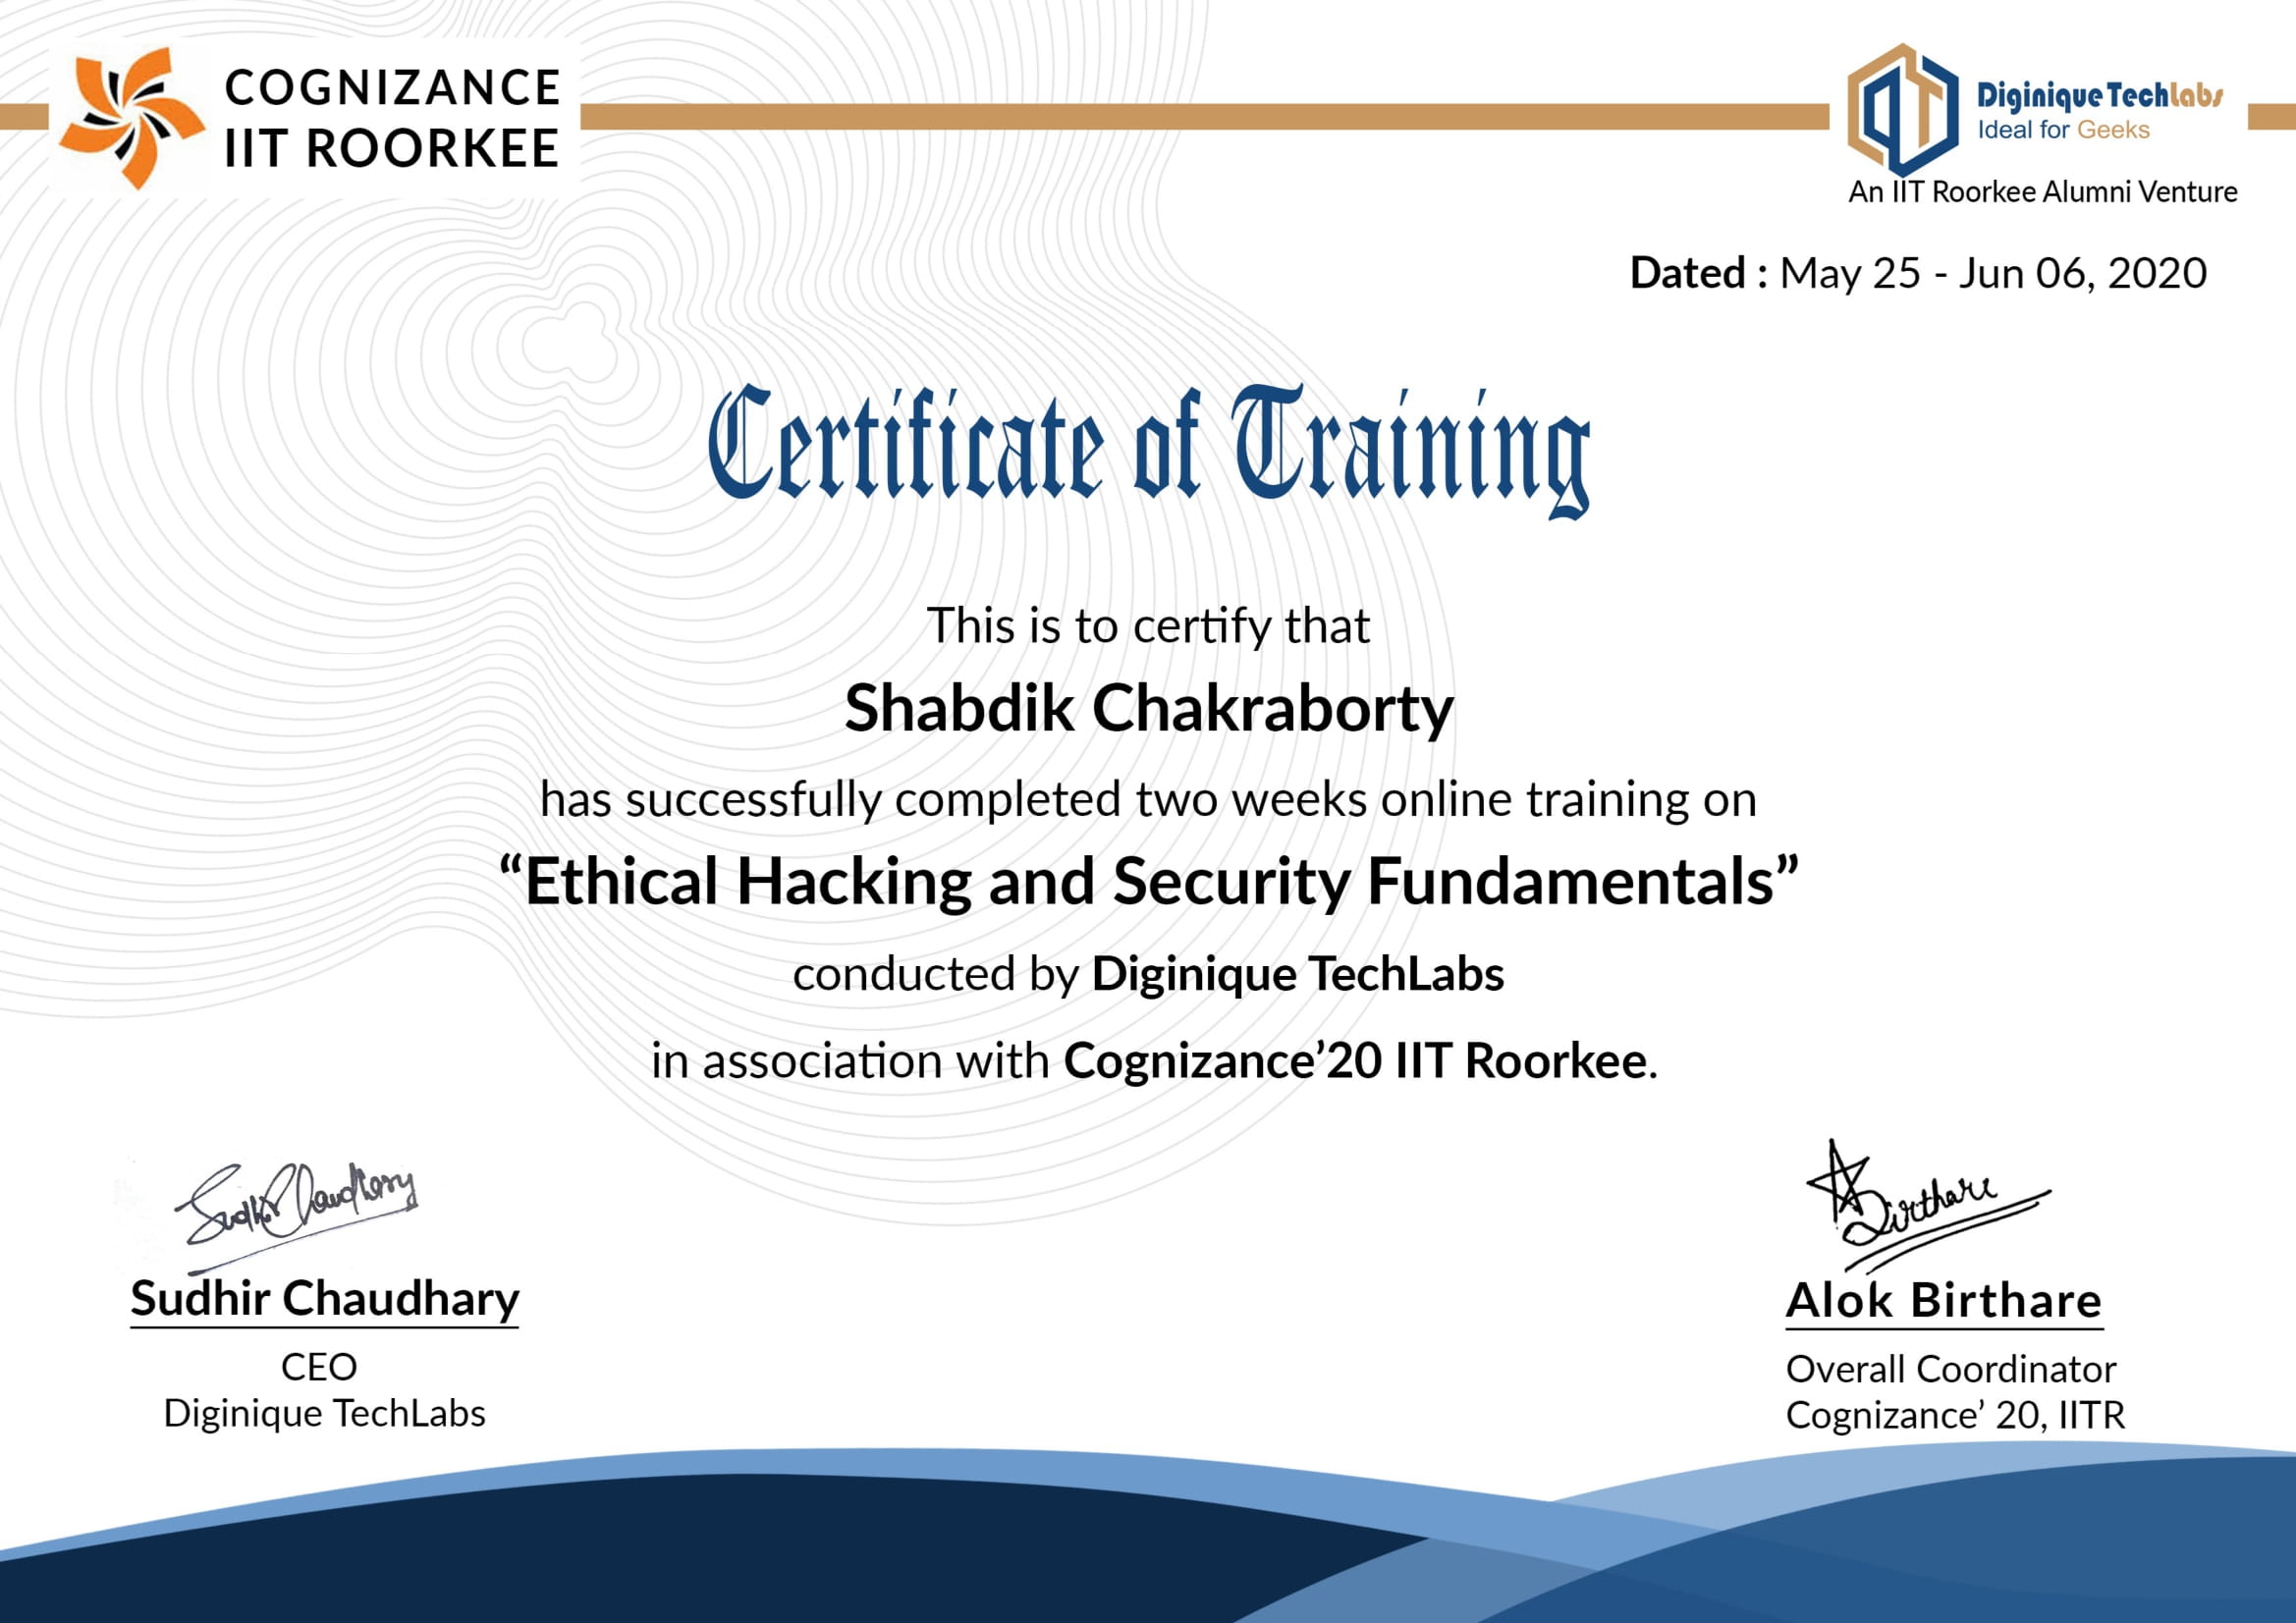 COGNIZANCE
IIT ROORKEE
Diginique TechLabs
Ideal for Geeks
An IIT Roorkee Alumni Venture
Dated : May 25 - Jun 06, 2020
Certificate of Training
This is to certify that
Shabdik Chakraborty
has successfully completed two weeks online training on
“Ethical Hacking and Security Fundamentals”
conducted by Diginique TechLabs
in association with Cognizance’20 IIT Roorkee.
Sudhir Chaudhary
Birthare
Sudhir Chaudhary
CEO
Diginique TechLabs
Alok Birthare
Overall Coordinator
Cognizance’ 20, IITR